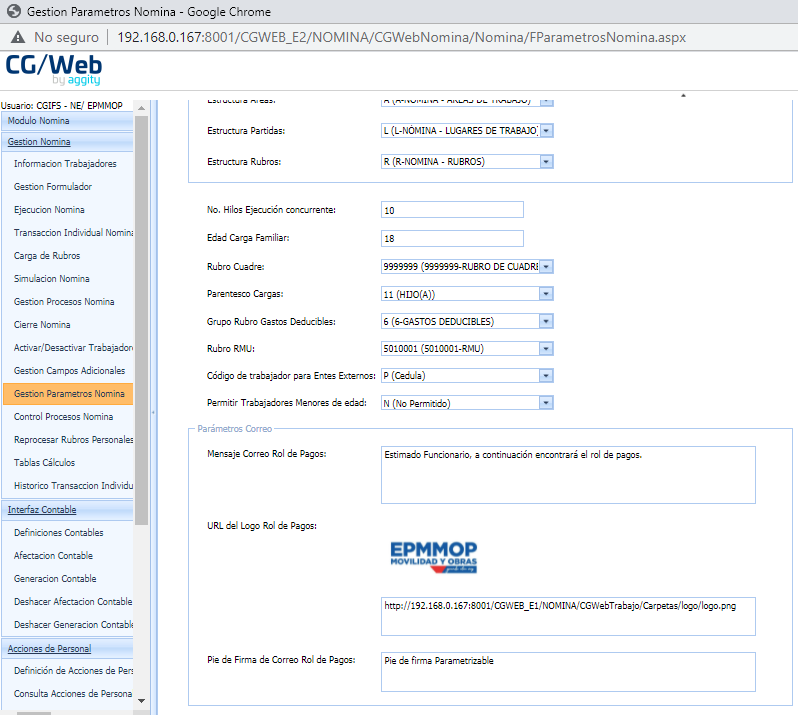 Gestion Parametros Nomina - Google Chrome
No seguro | 192.168.0.167:8001/CGWEB_E2/NOMINA/CGWebNomina/Nomina/FParametrosNomina.aspx
CG/Web
by aggity
Usuario: CGIFS - NE/ EPMMOP
Modulo Nomina
Gestion Nomina
Informacion Trabajadores
Gestion Formulador
Ejecucion Nomina
Transaccion Individual Nomina
Carga de Rubros
Simulacion Nomina
Gestion Procesos Nomina
Cierre Nomina
Activar/Desactivar Trabajador
Gestion Campos Adicionales
Gestion Parametros Nomina
Control Procesos Nomina
Reprocesar Rubros Personales
Tablas Cálculos
Historico Transaccion Individu
Interfaz Contable
Definiciones Contables
Afectacion Contable
Generacion Contable
Deshacer Afectacion Contable
Deshacer Generacion Contable
Acciones de Personal
Definición de Acciones de Pers
Consulta Acciones de Persona
Estructura Areas: A (A-NOMINA - AREAS DE TRABAJO)
Estructura Partidas: L (L-NÓMINA - LUGARES DE TRABAJO)
Estructura Rubros: R (R-NOMINA - RUBROS)
No. Hilos Ejecución concurrente: 10
Edad Carga Familiar: 18
Rubro Cuadre: 9999999 (9999999-RUBRO DE CUADRE
Parentesco Cargas: 11 (HIJO(A))
Grupo Rubro Gastos Deducibles: 6 (6-GASTOS DEDUCIBLES)
Rubro RMU: 5010001 (5010001-RMU)
Código de trabajador para Entes Externos: P (Cedula)
Permitir Trabajadores Menores de edad: N (No Permitido)
Parámetros Correo
Mensaje Correo Rol de Pagos: Estimado Funcionario, a continuación encontrará el rol de pagos.
URL del Logo Rol de Pagos:
EPMMOP
MOVILIDAD Y OBRAS
http://192.168.0.167:8001/CGWEB_E1/NOMINA/CGWebTrabajo/Carpetas/logo/logo.png
Pie de Firma de Correo Rol de Pagos: Pie de firma Parametrizable